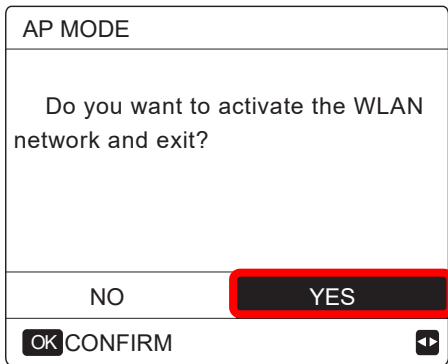 AP MODE
Do you want to activate the WLAN
network and exit?
NO YES
OK CONFIRM